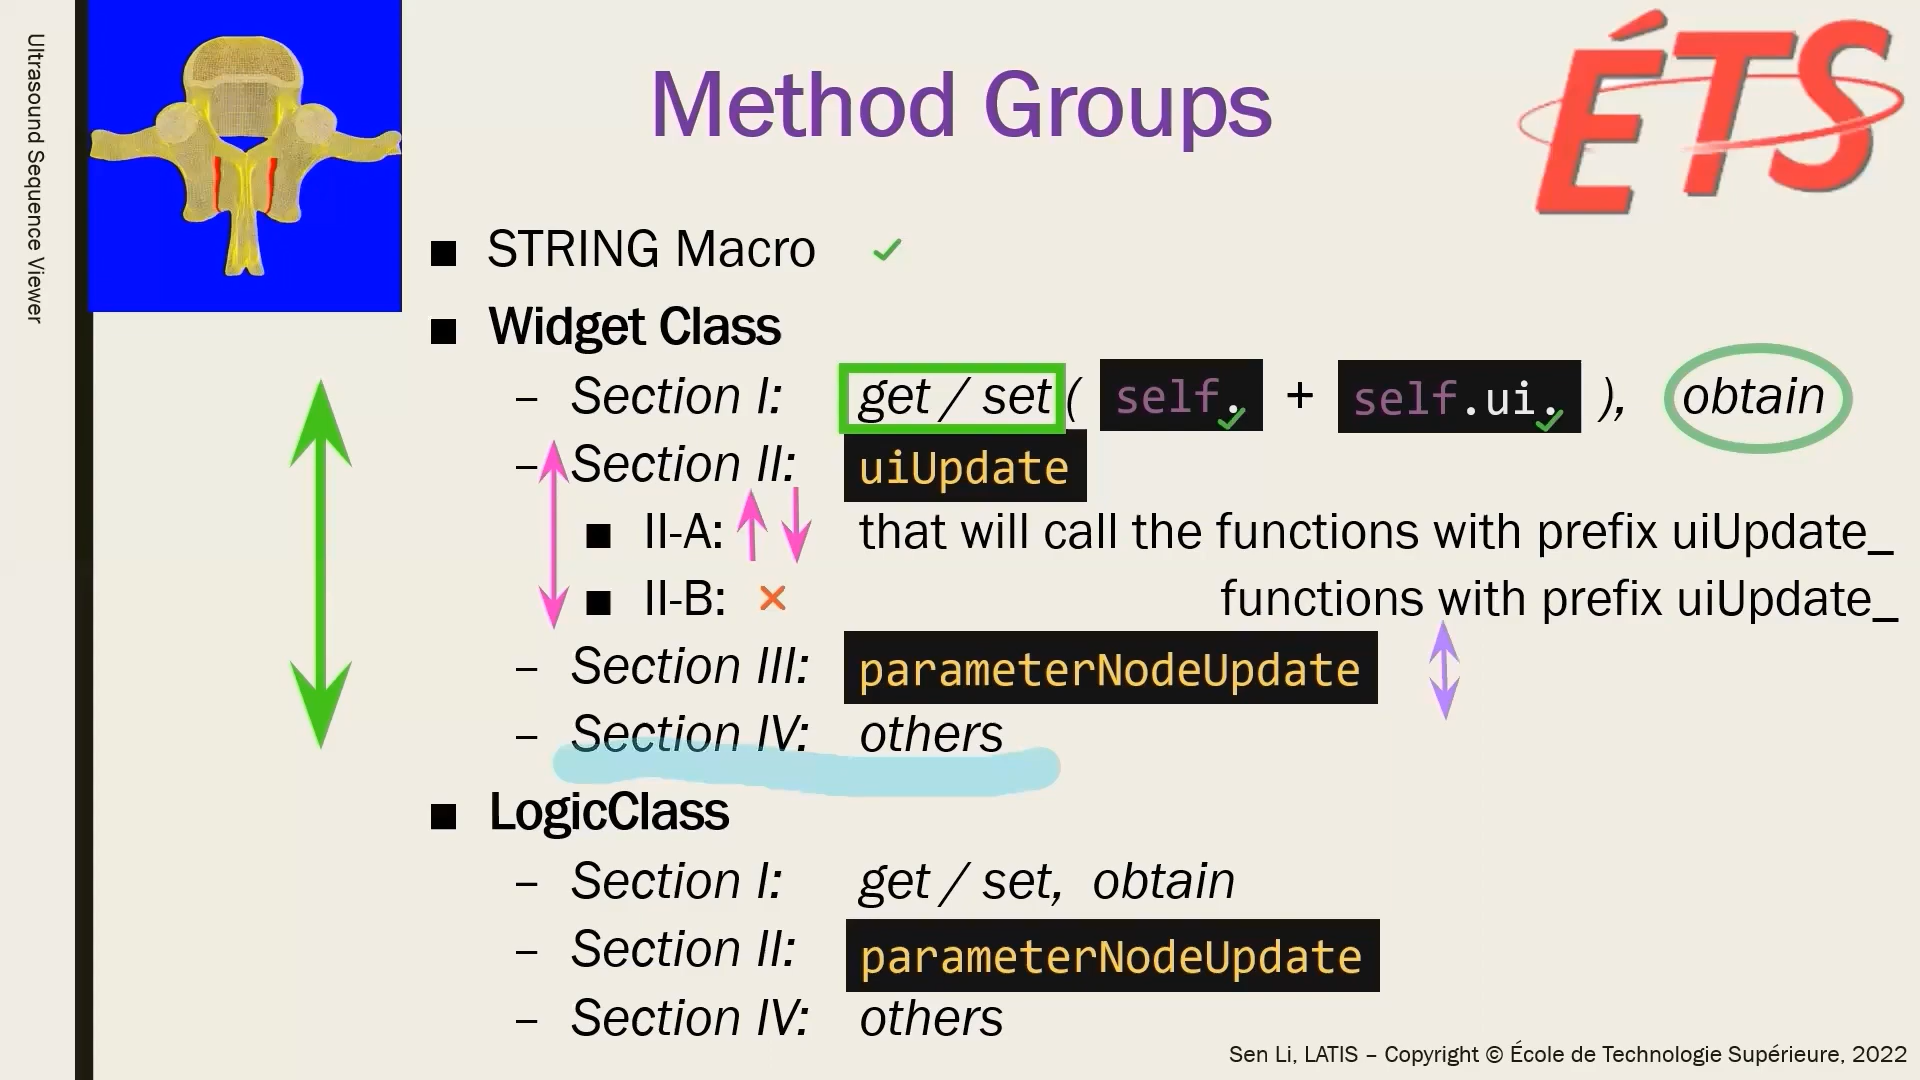 Ultrasound Sequence Viewer
ÉTS
Method Groups
■ STRING Macro ✓
■ Widget Class
– Section I: get / set ( self. + self.ui. ), obtain
– Section II: uiUpdate
■ II-A: that will call the functions with prefix uiUpdate_
■ II-B: functions with prefix uiUpdate_
– Section III: parameterNodeUpdate
– Section IV: others
■ LogicClass
– Section I: get / set, obtain
– Section II: parameterNodeUpdate
– Section IV: others
Sen Li, LATIS – Copyright © École de Technologie Supérieure, 2022